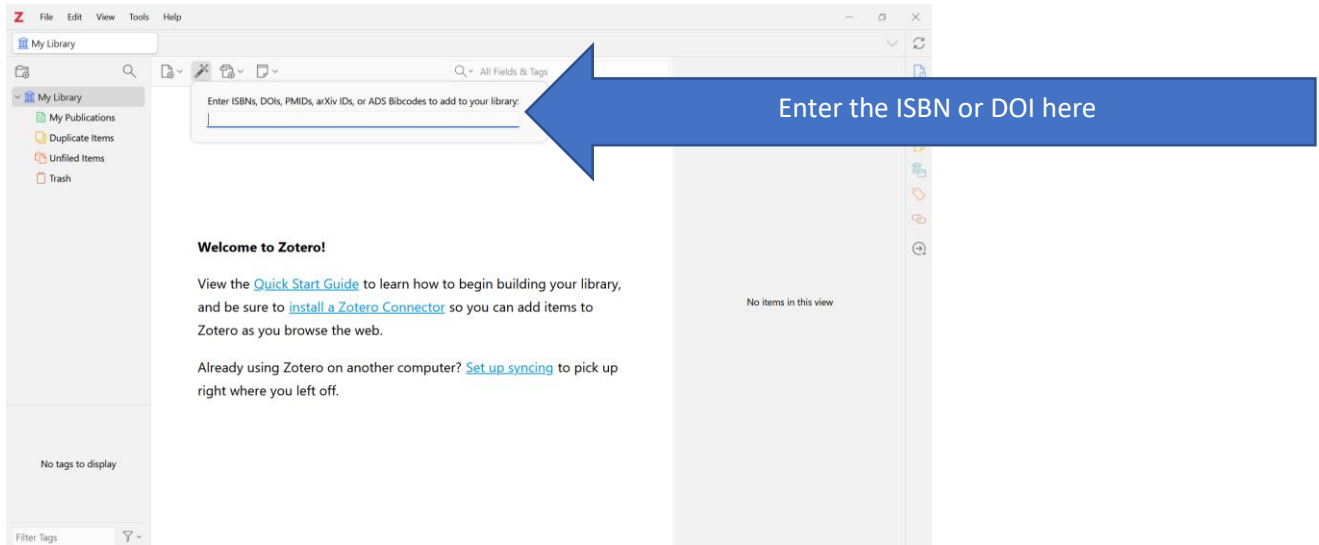 Z File Edit View Tools Help
My Library
All Fields & Tags
My Library
My Publications
Duplicate Items
Unfiled Items
Trash
Enter ISBNs, DOIs, PMIDs, arXiv IDs, or ADS Bibcodes to add to your library:
Enter the ISBN or DOI here
Welcome to Zotero!
View the Quick Start Guide to learn how to begin building your library,
and be sure to install a Zotero Connector so you can add items to
Zotero as you browse the web.
Already using Zotero on another computer? Set up syncing to pick up
right where you left off.
No items in this view
No tags to display
Filter Tags